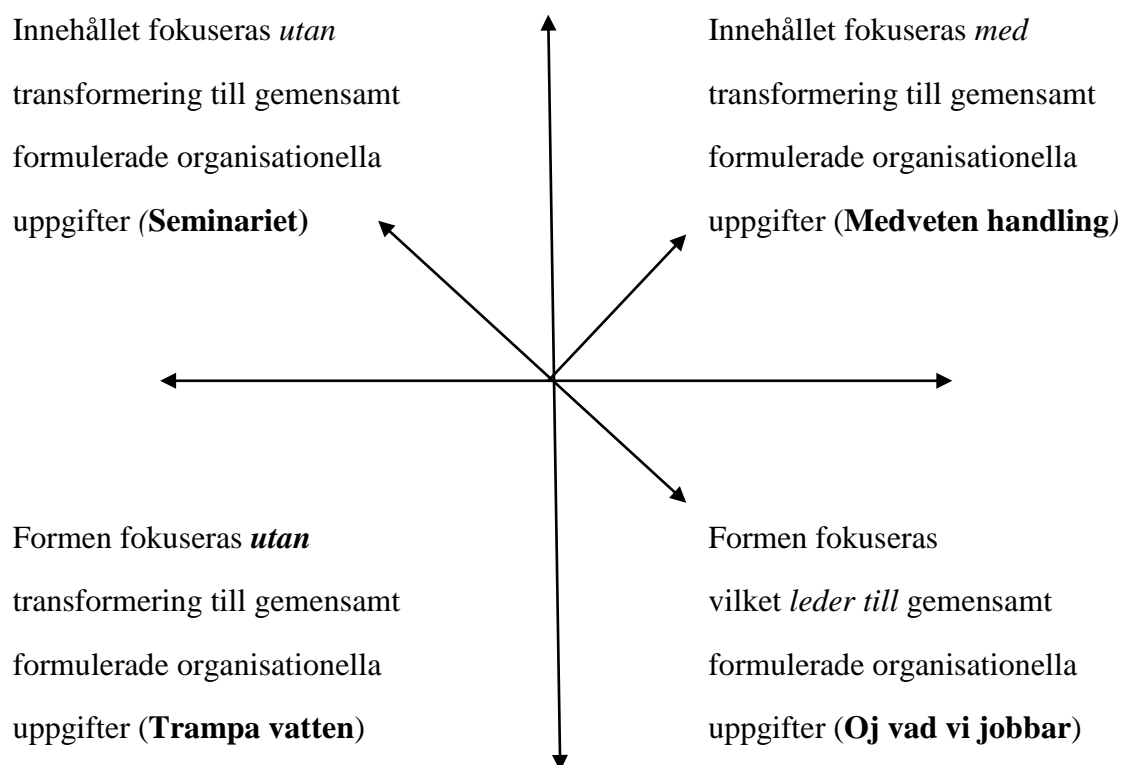 Innehållet fokuseras utan
transformering till gemensamt
formulerade organisationella
uppgifter (Seminariet)
Innehållet fokuseras med
transformering till gemensamt
formulerade organisationella
uppgifter (Medveten handling)
Formen fokuseras utan
transformering till gemensamt
formulerade organisationella
uppgifter (Trampa vatten)
Formen fokuseras
vilket leder till gemensamt
formulerade organisationella
uppgifter (Oj vad vi jobbar)